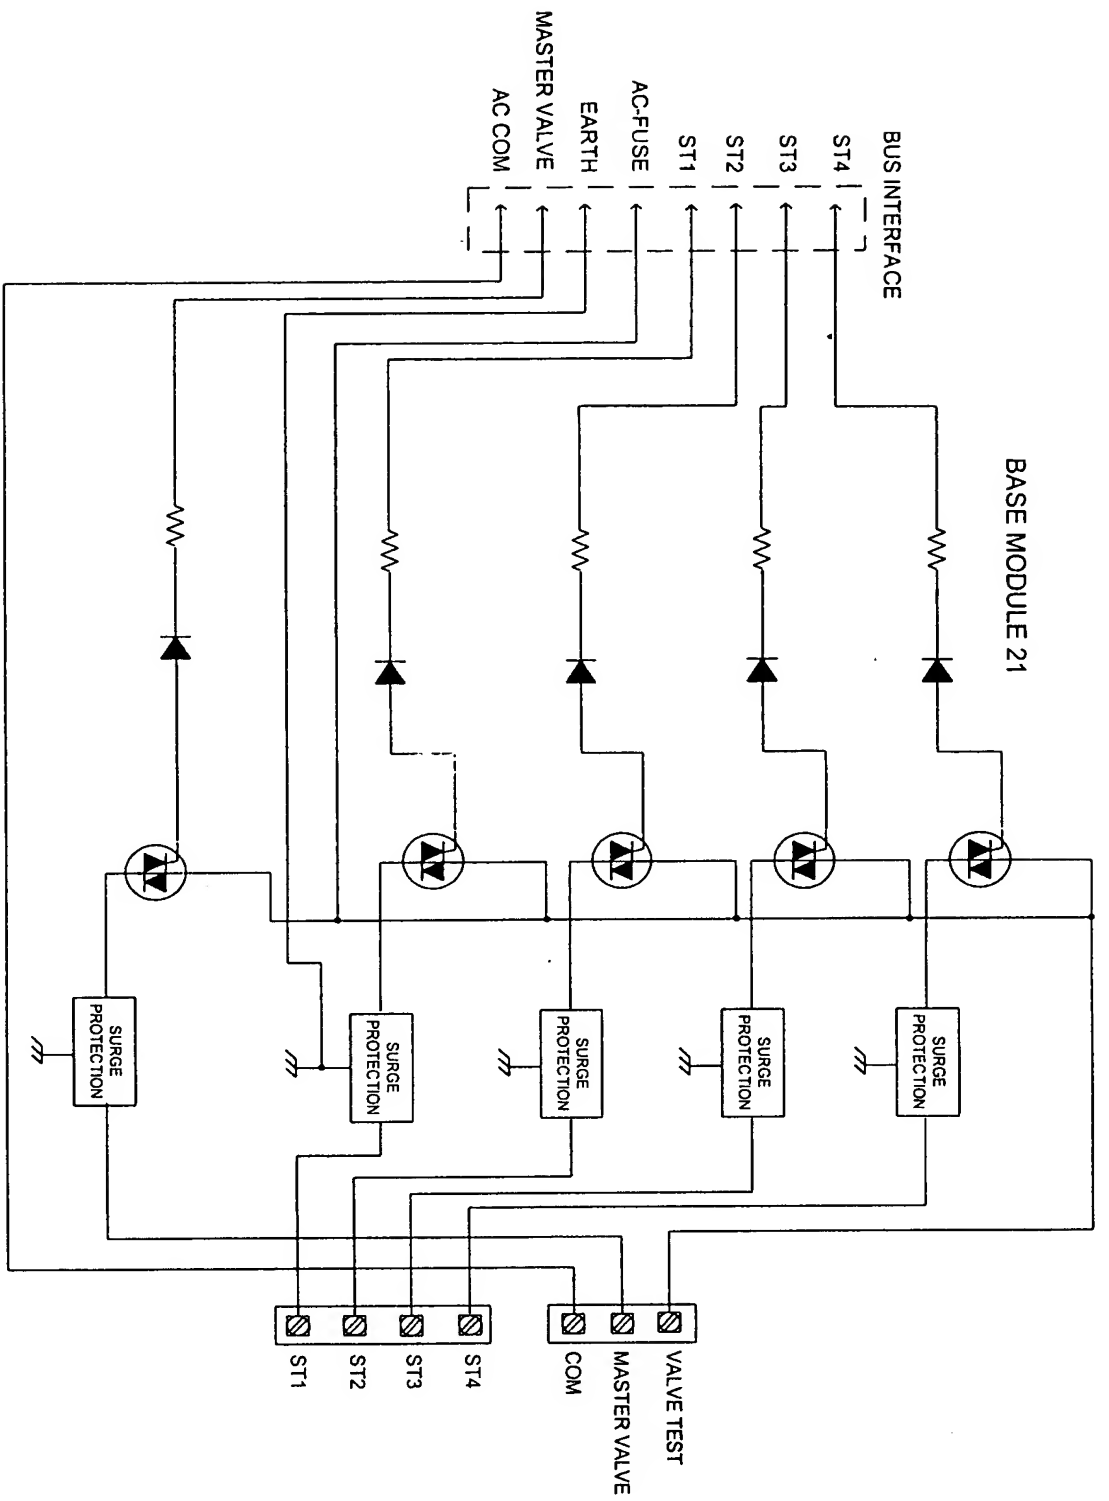 BASE MODULE 21
BUS INTERFACE
ST4
ST3
ST2
ST1
AC-FUSE
EARTH
MASTER VALVE
AC COM
SURGE
PROTECTION
SURGE
PROTECTION
SURGE
PROTECTION
SURGE
PROTECTION
SURGE
PROTECTION
VALVE TEST
MASTER VALVE
COM
ST4
ST3
ST2
ST1